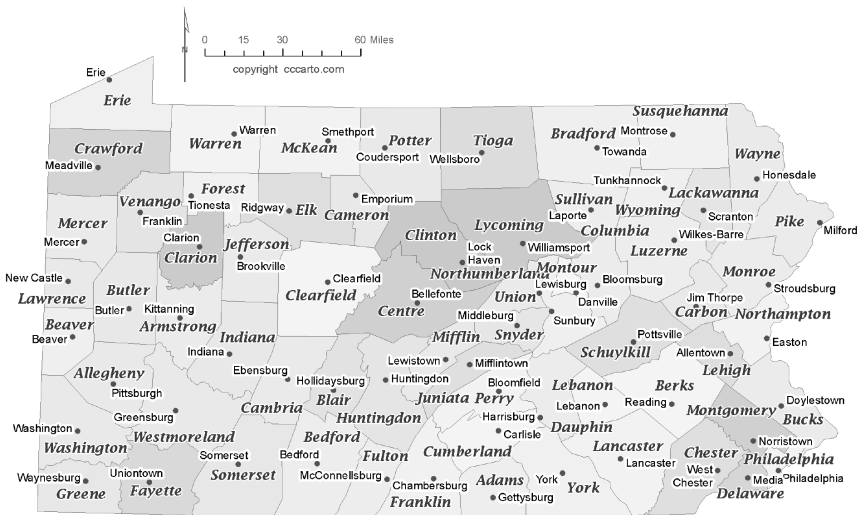 0 15 30 60 Miles
N
copyright cccarto.com
Erie
Erie
Crawford
Meadville
Warren
Warren
Smethport
McKean
Potter
Coudersport
Tioga
Wellsboro
Bradford
Towanda
Susquehanna
Montrose
Wayne
Honesdale
Forest
Tionesta
Venango
Franklin
Ridgway
Elk
Emporium
Cameron
Sullivan
Laporte
Tunkhannock
Wyoming
Lackawanna
Scranton
Pike
Milford
Mercer
Mercer
Clarion
Clarion
Jefferson
Brookville
Clinton
Lock
Haven
Lycoming
Williamsport
Columbia
Bloomsburg
Wilkes-Barre
Luzerne
Northumberland
Montour
Danville
Monroe
Stroudsburg
New Castle
Lawrence
Butler
Butler
Kittanning
Armstrong
Clearfield
Clearfield
Bellefonte
Centre
Union
Lewisburg
Sunbury
Middleburg
Snyder
Mifflin
Jim Thorpe
Carbon
Northampton
Easton
Beaver
Beaver
Indiana
Indiana
Pottsville
Schuylkill
Allentown
Lehigh
Allegheny
Pittsburgh
Ebensburg
Cambria
Hollidaysburg
Blair
Lewistown
Huntingdon
Huntingdon
Mifflintown
Juniata
Perry
Bloomfield
Lebanon
Lebanon
Berks
Reading
Montgomery
Norristown
Doylestown
Bucks
Greensburg
Westmoreland
Washington
Washington
Bedford
Bedford
Somerset
Somerset
Fulton
McConnellsburg
Harrisburg
Dauphin
Cumberland
Carlisle
Lancaster
Lancaster
Chester
West
Chester
Philadelphia
Philadelphia
Media
Delaware
Waynesburg
Greene
Uniontown
Fayette
Chambersburg
Franklin
Adams
Gettysburg
York
York